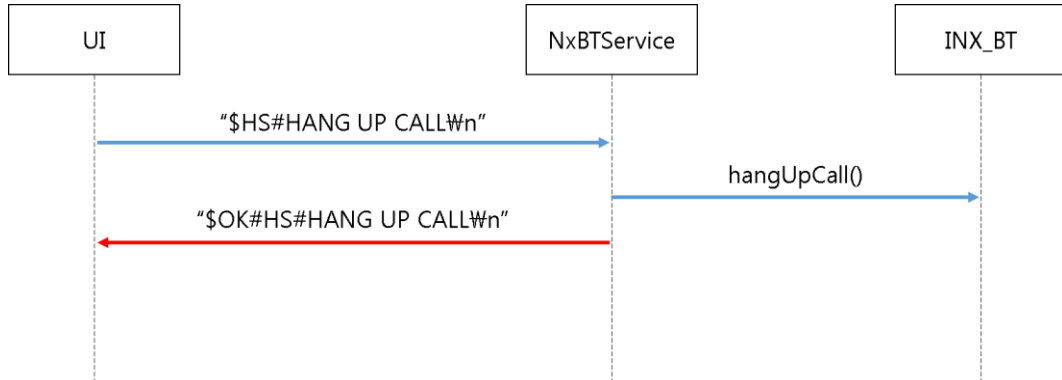 UI
NxBTService
INX_BT
“$HS#HANG UP CALL₩n”
hangUpCall()
“$OK#HS#HANG UP CALL₩n”